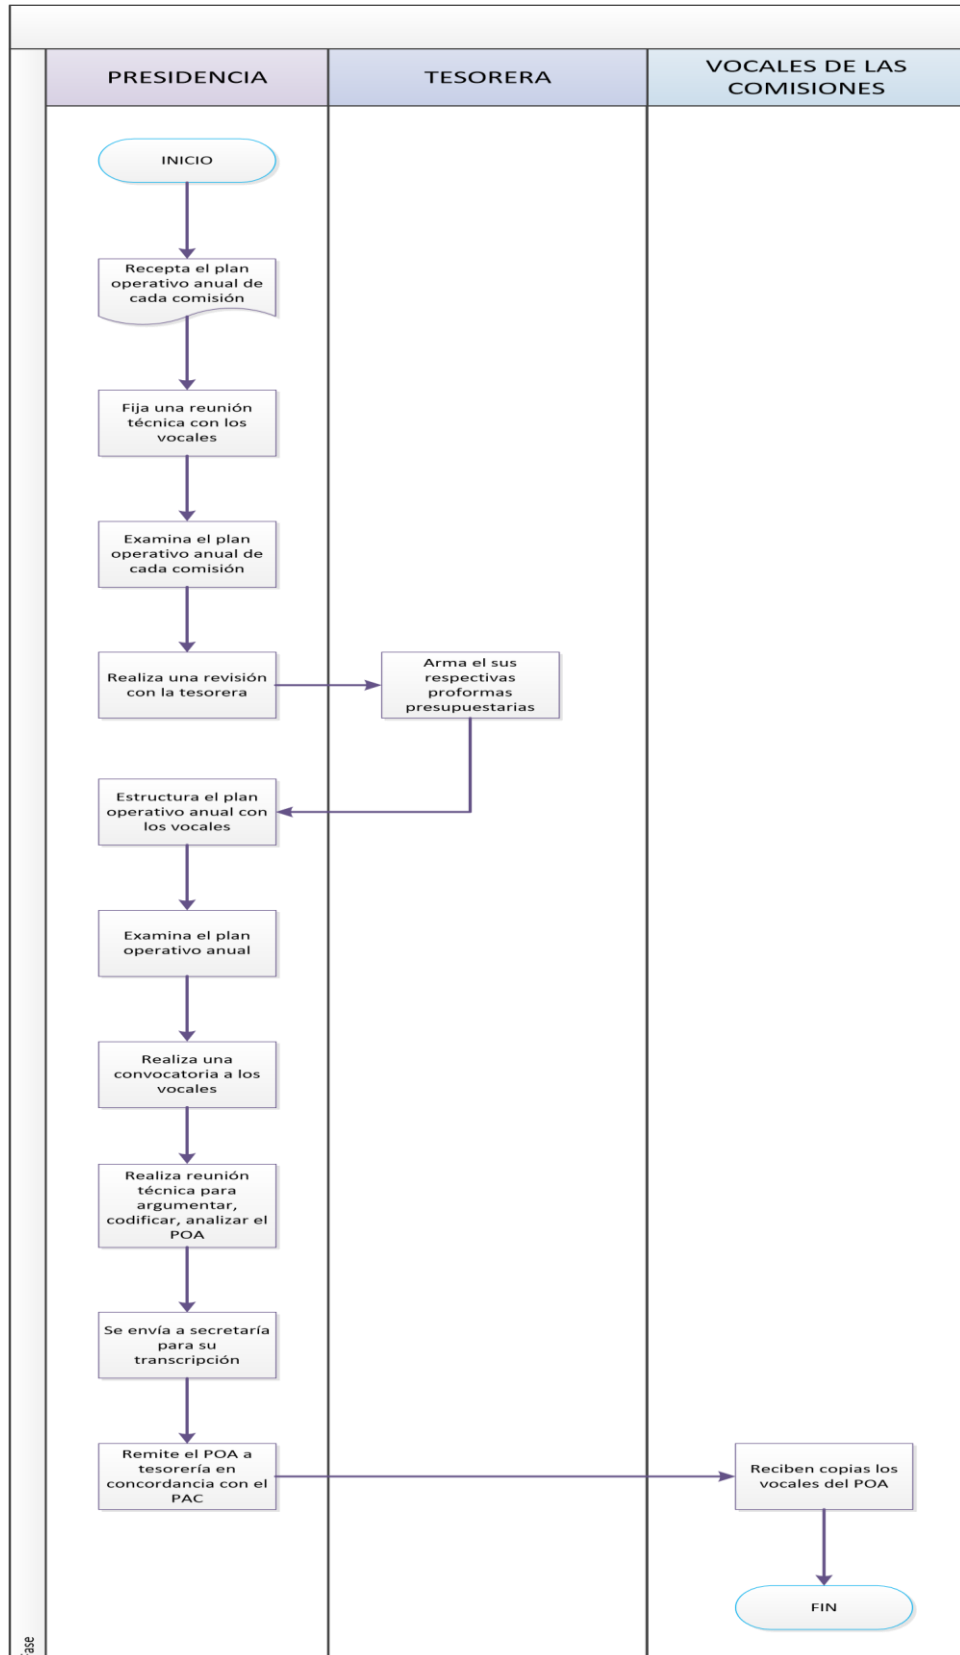 PRESIDENCIA
TESORERA
VOCALES DE LAS
COMISIONES
INICIO
Recepta el plan
operativo anual de
cada comisión
Fija una reunión
técnica con los
vocales
Examina el plan
operativo anual de
cada comisión
Realiza una revisión
con la tesorera
Arma el sus
respectivas
proformas
presupuestarias
Estructura el plan
operativo anual con
los vocales
Examina el plan
operativo anual
Realiza una
convocatoria a los
vocales
Realiza reunión
técnica para
argumentar,
codificar, analizar el
POA
Se envía a secretaría
para su
transcripción
Remite el POA a
tesorería en
concordancia con el
PAC
Reciben copias los
vocales del POA
FIN